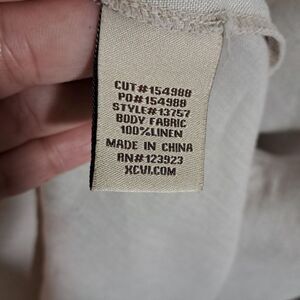 CUT#154988
PO#154988
STYLE#13757
BODY FABRIC
100%LINEN
MADE IN CHINA
RN#123923
XCVI.COM